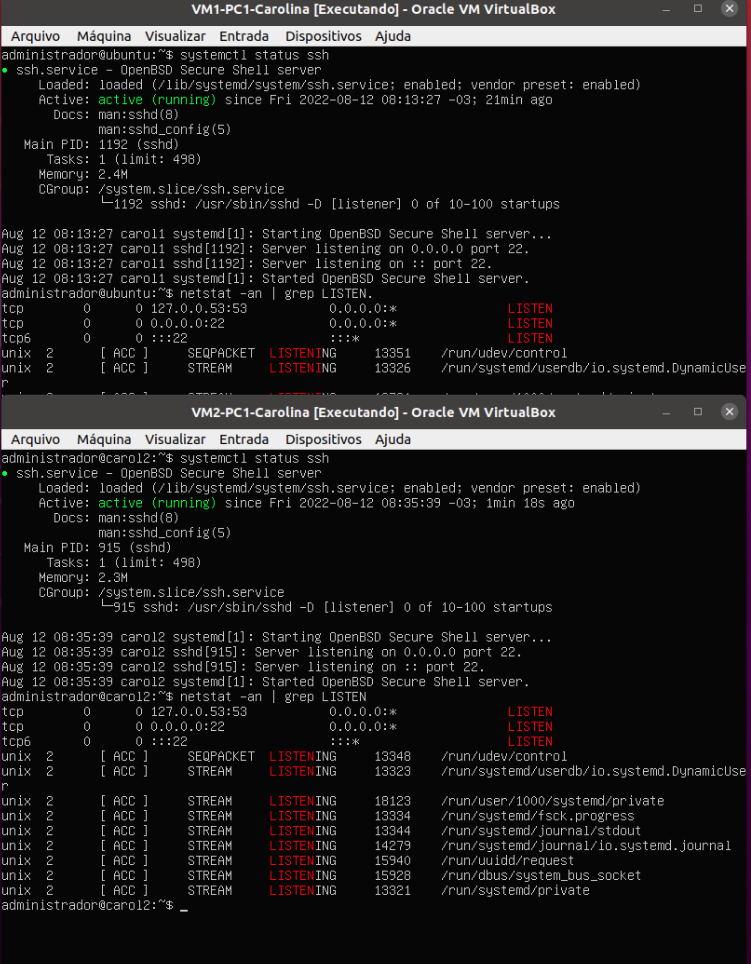 VM1-PC1-Carolina [Executando] - Oracle VM VirtualBox
Arquivo Máquina Visualizar Entrada Dispositivos Ajuda
administrador@ubuntu:~$ systemctl status ssh
● ssh.service - OpenBSD Secure Shell server
Loaded: loaded (/lib/systemd/system/ssh.service; enabled; vendor preset: enabled)
Active: active (running) since Fri 2022-08-12 08:13:27 -03; 21min ago
Docs: man:sshd(8)
man:sshd_config(5)
Main PID: 1192 (sshd)
Tasks: 1 (limit: 498)
Memory: 2.4M
CGroup: /system.slice/ssh.service
└─1192 sshd: /usr/sbin/sshd -D [listener] 0 of 10-100 startups
Aug 12 08:13:27 carol1 systemd[1]: Starting OpenBSD Secure Shell server...
Aug 12 08:13:27 carol1 sshd[1192]: Server listening on 0.0.0.0 port 22.
Aug 12 08:13:27 carol1 sshd[1192]: Server listening on :: port 22.
Aug 12 08:13:27 carol1 systemd[1]: Started OpenBSD Secure Shell server.
administrador@ubuntu:~$ netstat -an | grep LISTEN.
tcp 0 0 127.0.0.53:53 0.0.0.0:* LISTEN
tcp 0 0 0.0.0.0:22 0.0.0.0:* LISTEN
tcp6 0 0 :::22 :::* LISTEN
unix 2 [ ACC ] SEQPACKET LISTENING 13351 /run/udev/control
unix 2 [ ACC ] STREAM LISTENING 13326 /run/systemd/userdb/io.systemd.DynamicUse
r
VM2-PC1-Carolina [Executando] - Oracle VM VirtualBox
Arquivo Máquina Visualizar Entrada Dispositivos Ajuda
administrador@carol2:~$ systemctl status ssh
● ssh.service - OpenBSD Secure Shell server
Loaded: loaded (/lib/systemd/system/ssh.service; enabled; vendor preset: enabled)
Active: active (running) since Fri 2022-08-12 08:35:39 -03; 1min 18s ago
Docs: man:sshd(8)
man:sshd_config(5)
Main PID: 915 (sshd)
Tasks: 1 (limit: 498)
Memory: 2.3M
CGroup: /system.slice/ssh.service
└─915 sshd: /usr/sbin/sshd -D [listener] 0 of 10-100 startups
Aug 12 08:35:39 carol2 systemd[1]: Starting OpenBSD Secure Shell server...
Aug 12 08:35:39 carol2 sshd[915]: Server listening on 0.0.0.0 port 22.
Aug 12 08:35:39 carol2 sshd[915]: Server listening on :: port 22.
Aug 12 08:35:39 carol2 systemd[1]: Started OpenBSD Secure Shell server.
administrador@carol2:~$ netstat -an | grep LISTEN
tcp 0 0 127.0.0.53:53 0.0.0.0:* LISTEN
tcp 0 0 0.0.0.0:22 0.0.0.0:* LISTEN
tcp6 0 0 :::22 :::* LISTEN
unix 2 [ ACC ] SEQPACKET LISTENING 13348 /run/udev/control
unix 2 [ ACC ] STREAM LISTENING 13323 /run/systemd/userdb/io.systemd.DynamicUse
r
unix 2 [ ACC ] STREAM LISTENING 18123 /run/user/1000/systemd/private
unix 2 [ ACC ] STREAM LISTENING 13334 /run/systemd/fsck.progress
unix 2 [ ACC ] STREAM LISTENING 13344 /run/systemd/journal/stdout
unix 2 [ ACC ] STREAM LISTENING 14279 /run/systemd/journal/io.systemd.journal
unix 2 [ ACC ] STREAM LISTENING 15940 /run/uuidd/request
unix 2 [ ACC ] STREAM LISTENING 15928 /run/dbus/system_bus_socket
unix 2 [ ACC ] STREAM LISTENING 13321 /run/systemd/private
administrador@carol2:~$ _